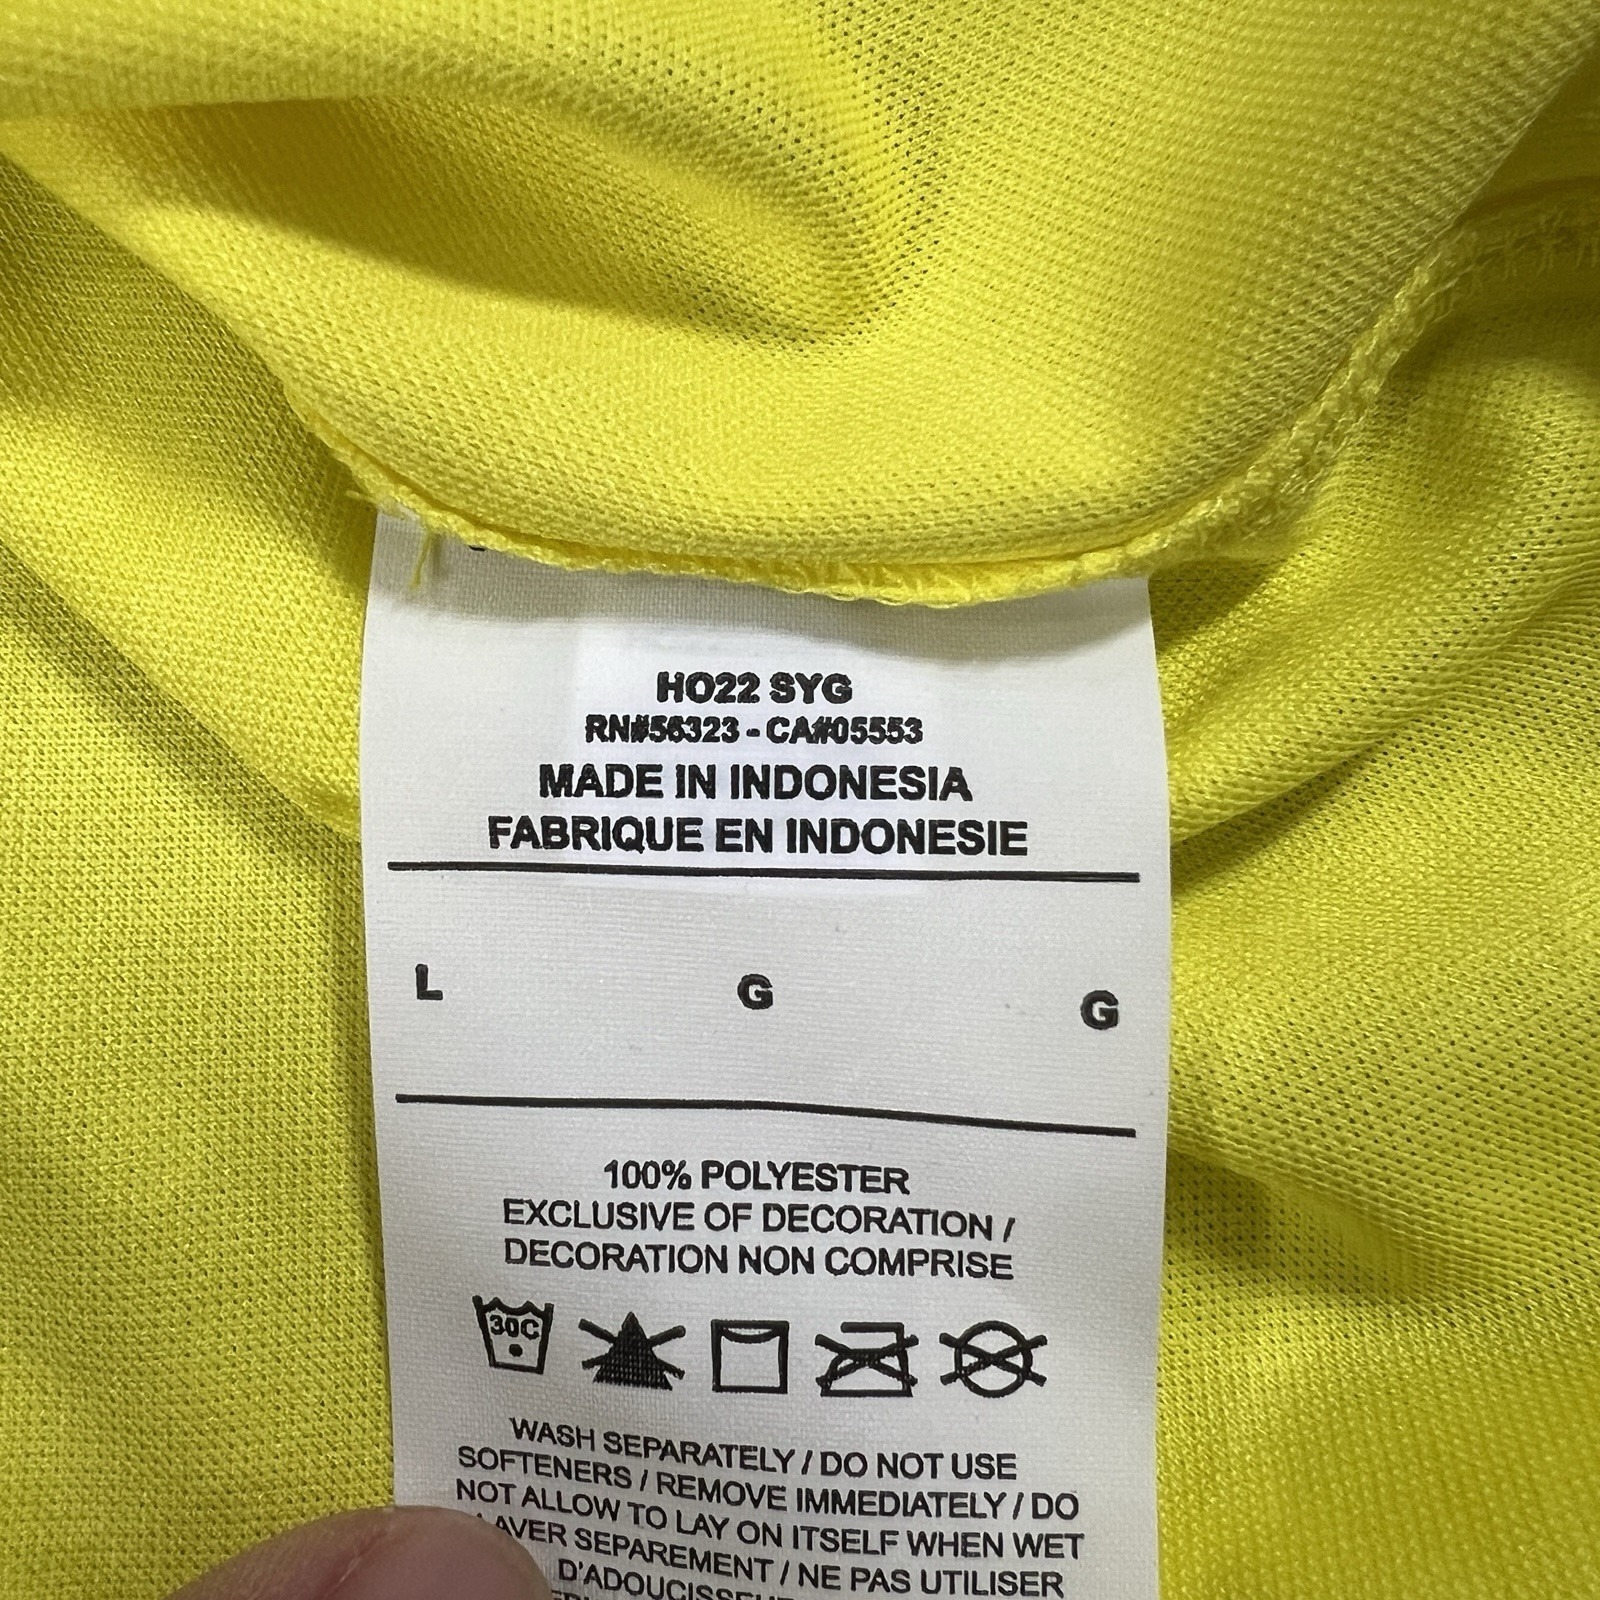 HO22 SYG
RN#56323 - CA#05553
MADE IN INDONESIA
FABRIQUE EN INDONESIE
L G G
100% POLYESTER
EXCLUSIVE OF DECORATION /
DECORATION NON COMPRISE
30C
WASH SEPARATELY / DO NOT USE
SOFTENERS / REMOVE IMMEDIATELY / DO
NOT ALLOW TO LAY ON ITSELF WHEN WET
LAVER SEPAREMENT / NE PAS UTILISER